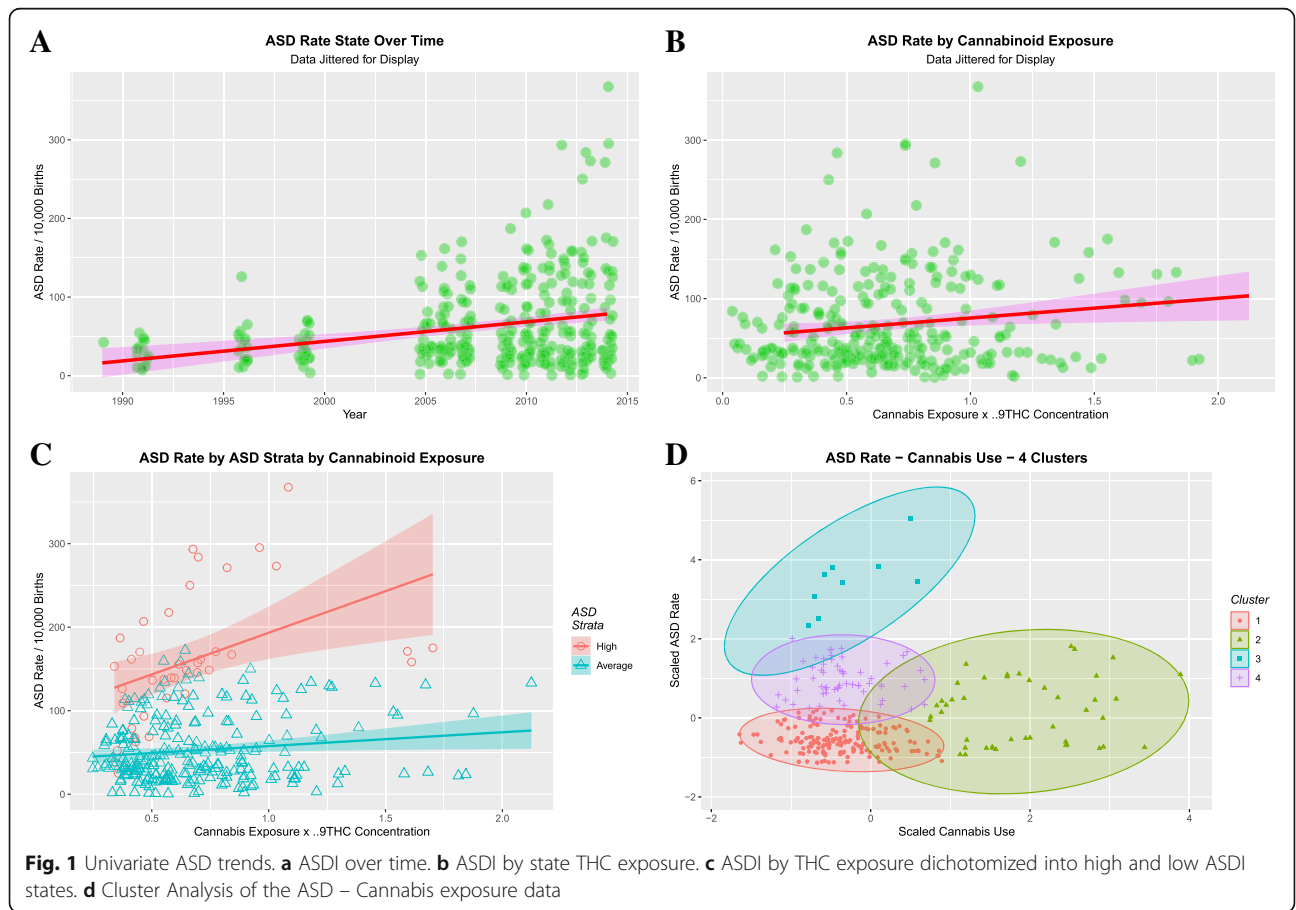 A
ASD Rate State Over Time
Data Jittered for Display
ASD Rate / 10,000 Births
300
200
100
0
1990 1995 2000 2005 2010 2015
Year
B
ASD Rate by Cannabinoid Exposure
Data Jittered for Display
ASD Rate / 10,000 Births
300
200
100
0
0.0 0.5 1.0 1.5 2.0
Cannabis Exposure x ..9THC Concentration
C
ASD Rate by ASD Strata by Cannabinoid Exposure
ASD Rate / 10,000 Births
300
200
100
0
0.5 1.0 1.5 2.0
Cannabis Exposure x ..9THC Concentration
ASD
Strata
High
Average
D
ASD Rate − Cannabis Use − 4 Clusters
Scaled ASD Rate
6
4
2
0
−2
−2 0 2 4
Scaled Cannabis Use
Cluster
1
2
3
4
Fig. 1 Univariate ASD trends. a ASDI over time. b ASDI by state THC exposure. c ASDI by THC exposure dichotomized into high and low ASDI
states. d Cluster Analysis of the ASD – Cannabis exposure data